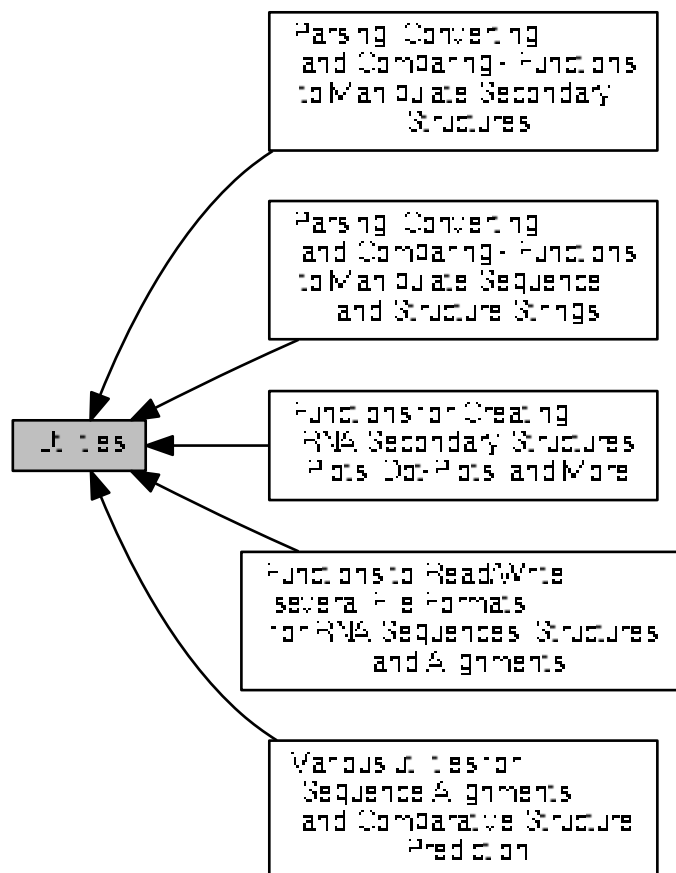 Parsing, Converting
and Comparing - Functions
to Manipulate Secondary
Structures
Parsing, Converting
and Comparing - Functions
to Manipulate Sequence
and Structure Strings
Functions for Creating
RNA Secondary Structures
Plots, Dot-Plots, and More
Utilities
Functions to Read/Write
several File Formats
for RNA Sequences, Structures,
and Alignments
Various utilities for
Sequence Alignments,
and Comparative Structure
Prediction